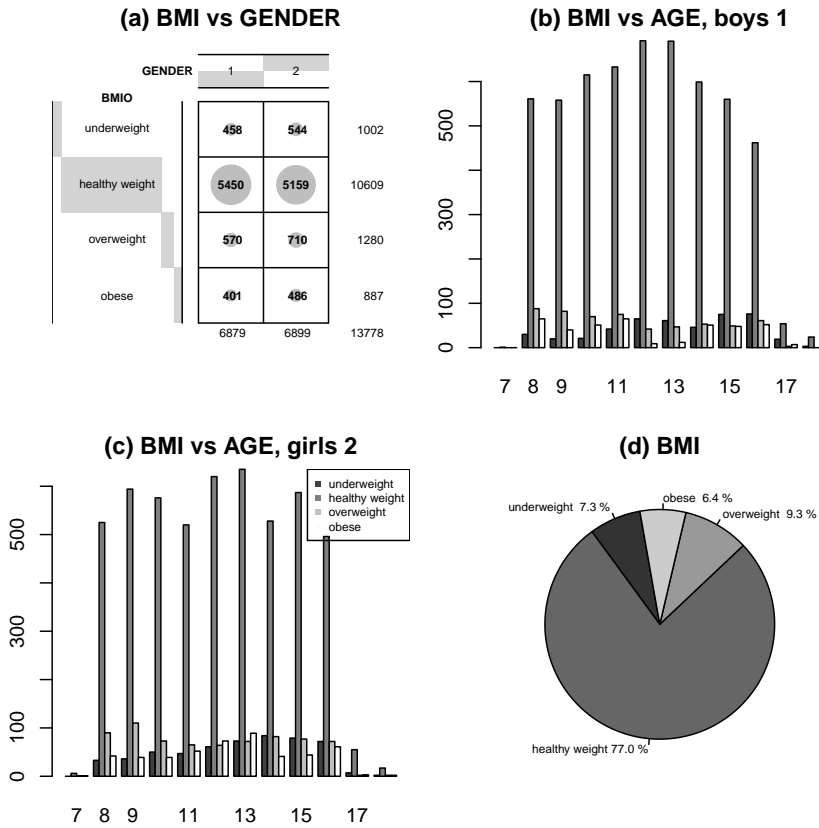 (a) BMI vs GENDER
GENDER 1 2
BMIO
underweight 458 544 1002
healthy weight 5450 5159 10609
overweight 570 710 1280
obese 401 486 887
6879 6899 13778
(b) BMI vs AGE, boys 1
500
300
100
0
7 8 9 11 13 15 17
(c) BMI vs AGE, girls 2
underweight
healthy weight
overweight
obese
500
300
100
0
7 8 9 11 13 15 17
(d) BMI
obese 6.4 %
underweight 7.3 %
overweight 9.3 %
healthy weight 77.0 %